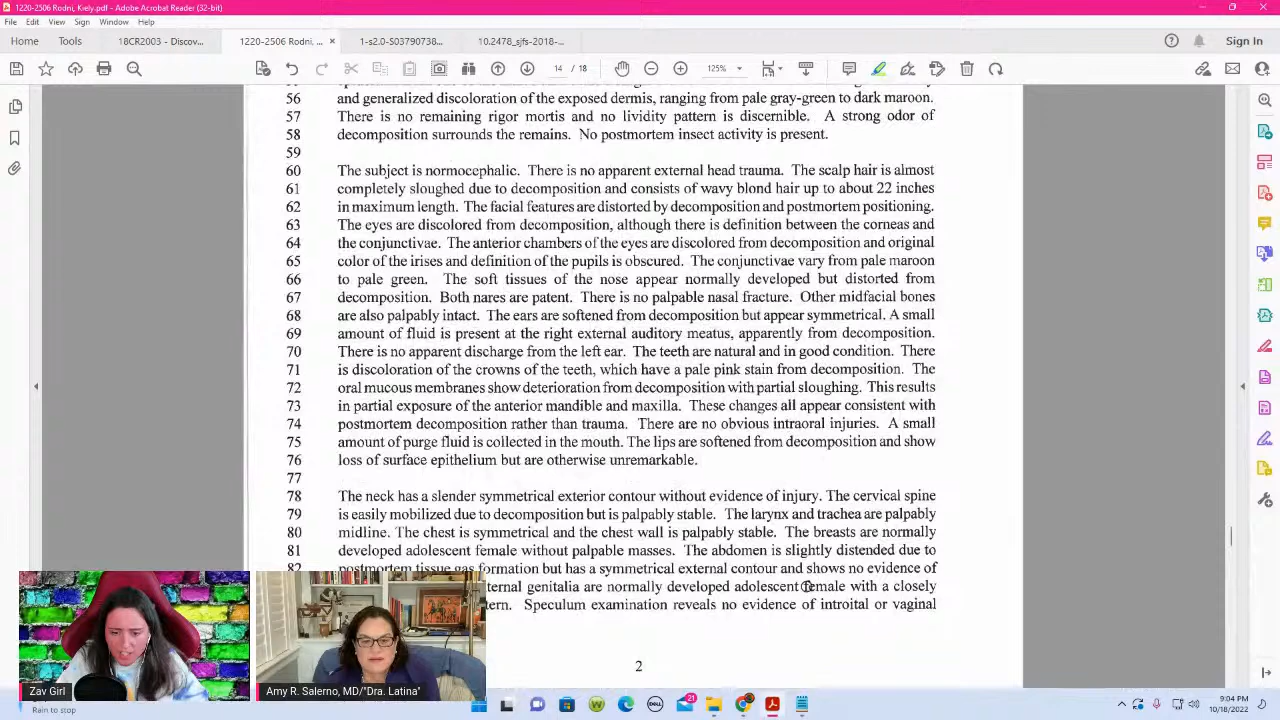 1220-2506 Rodni, Kiely.pdf - Adobe Acrobat Reader (32-bit)
File Edit View Sign Window Help
Home Tools 18CR2003 - Discov... 1220-2506 Rodni, ... × 1-s2.0-S03790738... 10.2478_sjfs-2018-... Sign In
14 / 18 125%
56 and generalized discoloration of the exposed dermis, ranging from pale gray-green to dark maroon.
57 There is no remaining rigor mortis and no lividity pattern is discernible. A strong odor of
58 decomposition surrounds the remains. No postmortem insect activity is present.
59
60 The subject is normocephalic. There is no apparent external head trauma. The scalp hair is almost
61 completely sloughed due to decomposition and consists of wavy blond hair up to about 22 inches
62 in maximum length. The facial features are distorted by decomposition and postmortem positioning.
63 The eyes are discolored from decomposition, although there is definition between the corneas and
64 the conjunctivae. The anterior chambers of the eyes are discolored from decomposition and original
65 color of the irises and definition of the pupils is obscured. The conjunctivae vary from pale maroon
66 to pale green. The soft tissues of the nose appear normally developed but distorted from
67 decomposition. Both nares are patent. There is no palpable nasal fracture. Other midfacial bones
68 are also palpably intact. The ears are softened from decomposition but appear symmetrical. A small
69 amount of fluid is present at the right external auditory meatus, apparently from decomposition.
70 There is no apparent discharge from the left ear. The teeth are natural and in good condition. There
71 is discoloration of the crowns of the teeth, which have a pale pink stain from decomposition. The
72 oral mucous membranes show deterioration from decomposition with partial sloughing. This results
73 in partial exposure of the anterior mandible and maxilla. These changes all appear consistent with
74 postmortem decomposition rather than trauma. There are no obvious intraoral injuries. A small
75 amount of purge fluid is collected in the mouth. The lips are softened from decomposition and show
76 loss of surface epithelium but are otherwise unremarkable.
77
78 The neck has a slender symmetrical exterior contour without evidence of injury. The cervical spine
79 is easily mobilized due to decomposition but is palpably stable. The larynx and trachea are palpably
80 midline. The chest is symmetrical and the chest wall is palpably stable. The breasts are normally
81 developed adolescent female without palpable masses. The abdomen is slightly distended due to
82 postmortem tissue gas formation but has a symmetrical external contour and shows no evidence of
ternal genitalia are normally developed adolescent female with a closely
tern. Speculum examination reveals no evidence of introital or vaginal
2
Zav Girl
Amy R. Salerno, MD/"Dra. Latina"
Rain to stop
21
9:04 PM
10/18/2022